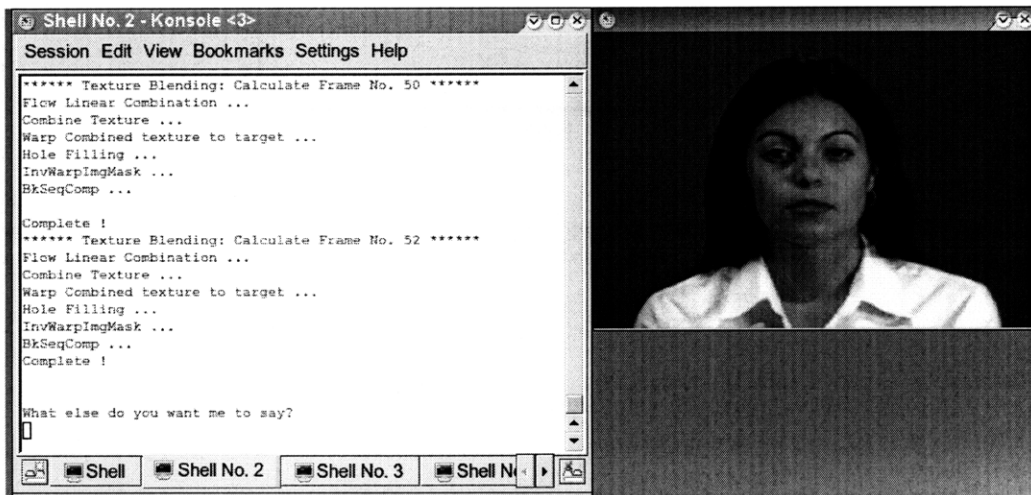 Shell No. 2 - Konsole <3>
Session Edit View Bookmarks Settings Help
****** Texture Blending: Calculate Frame No. 50 ******
Flow Linear Combination ...
Combine Texture ...
Warp Combined texture to target ...
Hole Filling ...
InvWarpImgMask ...
BkSeqComp ...
Complete !
****** Texture Blending: Calculate Frame No. 52 ******
Flow Linear Combination ...
Combine Texture ...
Warp Combined texture to target ...
Hole Filling ...
InvWarpImgMask ...
BkSeqComp ...
Complete !
What else do you want me to say?
Shell Shell No. 2 Shell No. 3 Shell N